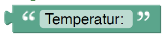 “ Temperatur: ”